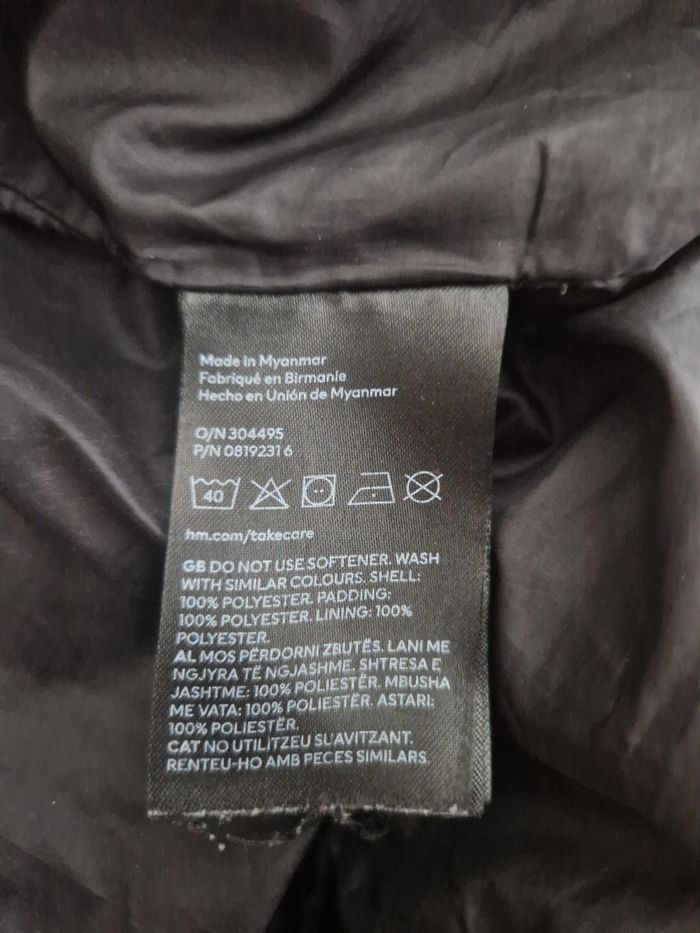 Made in Myanmar
Fabriqué en Birmanie
Hecho en Unión de Myanmar
O/N 304495
P/N 0819231 6
40
hm.com/takecare
GB DO NOT USE SOFTENER. WASH
WITH SIMILAR COLOURS. SHELL:
100% POLYESTER. PADDING:
100% POLYESTER. LINING: 100%
POLYESTER.
AL MOS PËRDORNI ZBUTËS. LANI ME
NGJYRA TË NGJASHME. SHTRESA E
JASHTME: 100% POLIESTËR. MBUSHA
ME VATA: 100% POLIESTËR. ASTARI:
100% POLIESTËR.
CAT NO UTILITZEU SUAVITZANT.
RENTEU-HO AMB PECES SIMILARS.